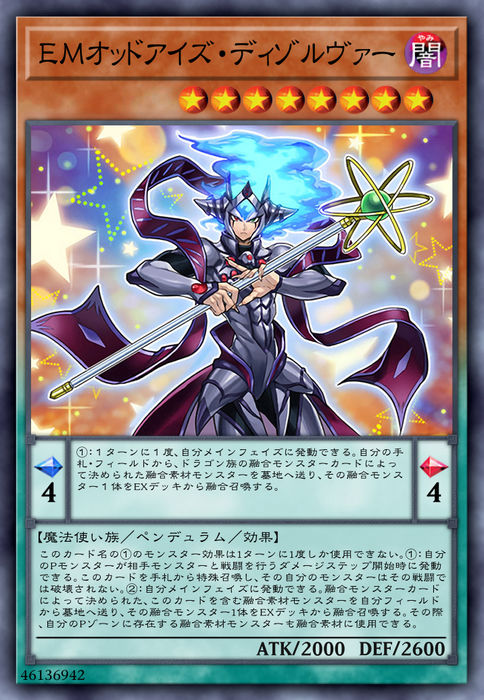 EMオッドアイズ・ディゾルヴァー
やみ
闇
①：１ターンに１度、自分メインフェイズに発動できる。自分の手
札・フィールドから、ドラゴン族の融合モンスターカードによっ
て決められた融合素材モンスターを墓地へ送り、その融合モンス
ター１体をEXデッキから融合召喚する。
4
4
【魔法使い族／ペンデュラム／効果】
このカード名の①のモンスター効果は1ターンに1度しか使用できない。①：自分
のPモンスターが相手モンスターと戦闘を行うダメージステップ開始時に発動
できる。このカードを手札から特殊召喚し、その自分のモンスターはその戦闘で
は破壊されない。②：自分メインフェイズに発動できる。融合モンスターカード
によって決められた、このカードを含む融合素材モンスターを自分フィールド
から墓地へ送り、その融合モンスター1体をEXデッキから融合召喚する。その際、
自分のPゾーンに存在する融合素材モンスターも融合素材に使用できる。
ATK/2000 DEF/2600
46136942